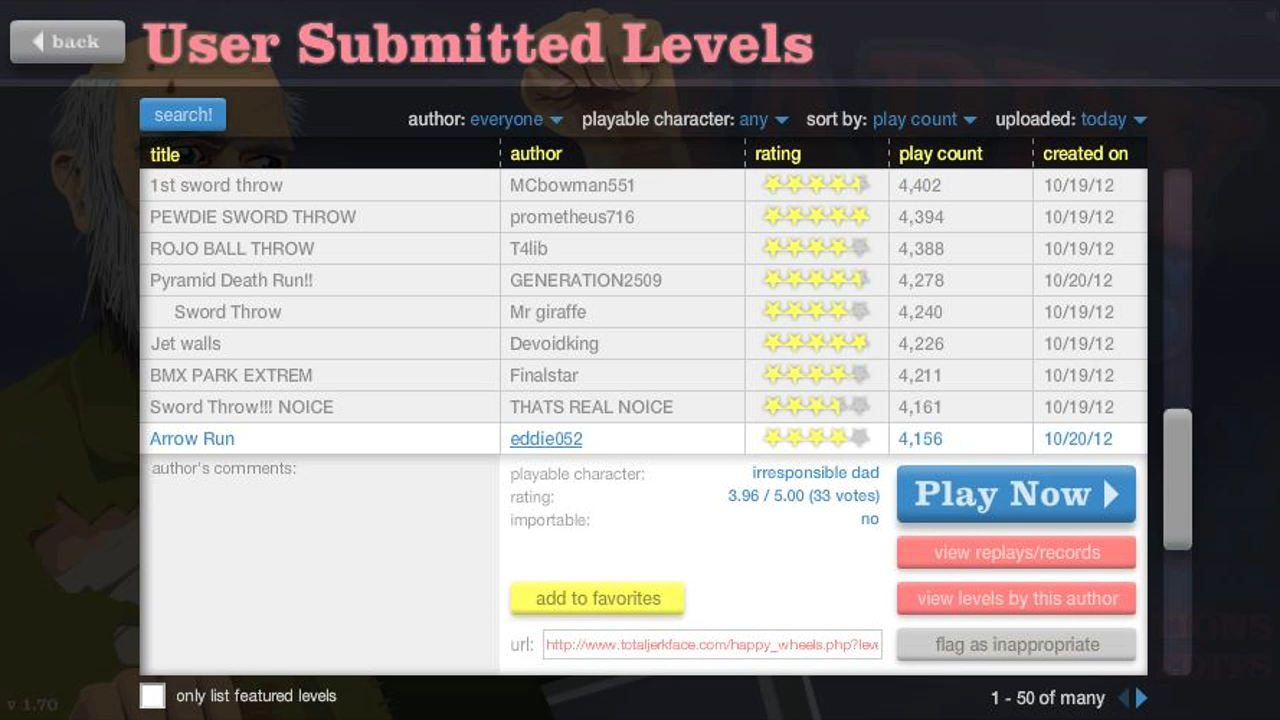 back
User Submitted Levels
search!
author: everyone playable character: any sort by: play count uploaded: today
title author rating play count created on
1st sword throw MCbowman551 4,402 10/19/12
PEWDIE SWORD THROW prometheus716 4,394 10/19/12
ROJO BALL THROW T4lib 4,388 10/19/12
Pyramid Death Run!! GENERATION2509 4,278 10/20/12
Sword Throw Mr giraffe 4,240 10/19/12
Jet walls Devoidking 4,226 10/19/12
BMX PARK EXTREM Finalstar 4,211 10/19/12
Sword Throw!!! NOICE THATS REAL NOICE 4,161 10/19/12
Arrow Run eddie052 4,156 10/20/12
author's comments:
playable character: irresponsible dad
rating: 3.96 / 5.00 (33 votes)
importable: no
Play Now
view replays/records
add to favorites
view levels by this author
url: http://www.totaljerkface.com/happy_wheels.php?leve
flag as inappropriate
only list featured levels
1 - 50 of many
v 1.70